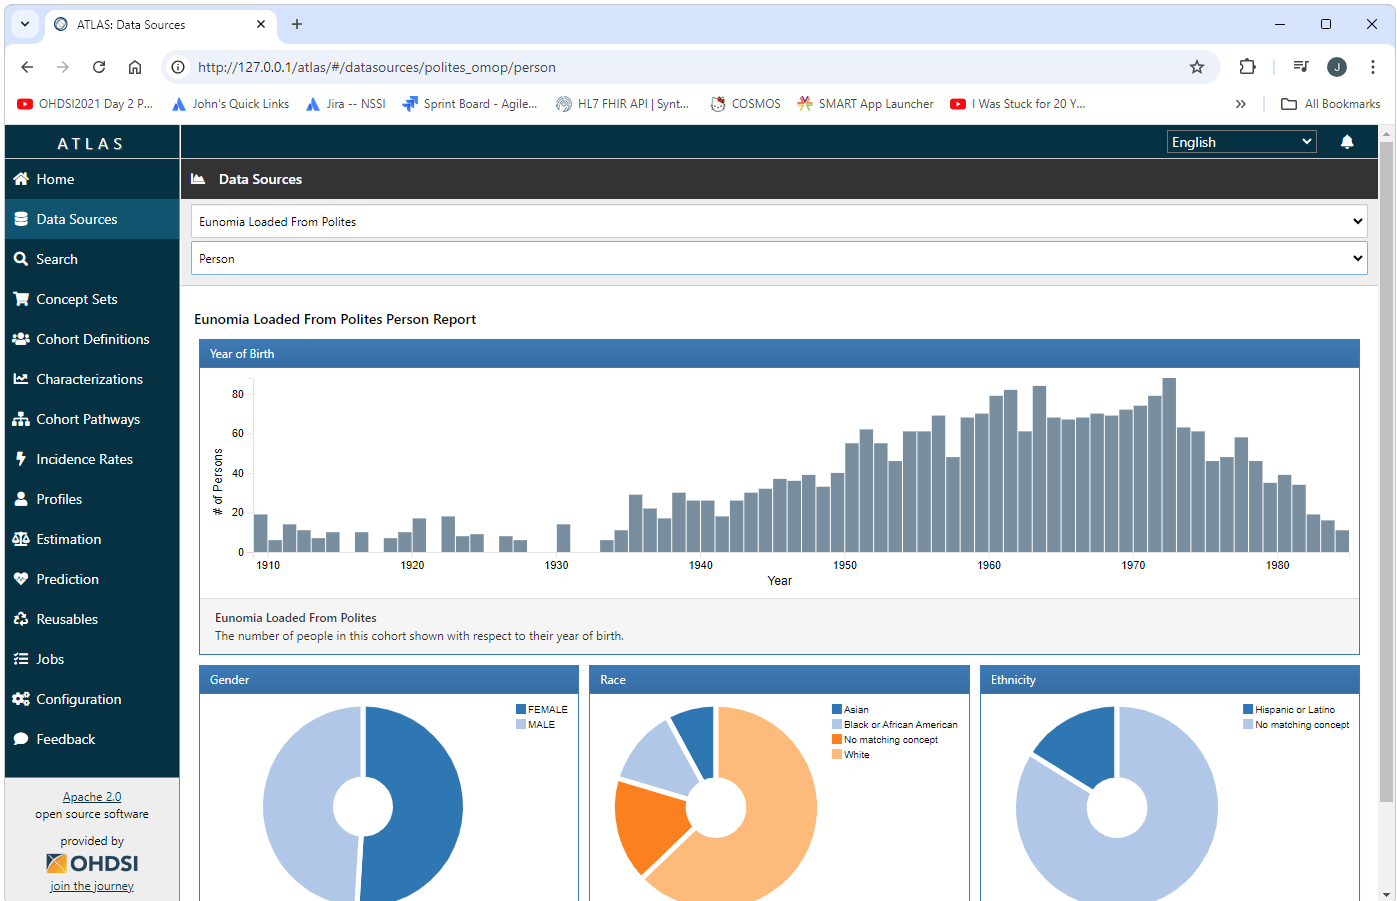 ATLAS: Data Sources
http://127.0.0.1/atlas/#/datasources/polites_omop/person
J
OHDSI2021 Day 2 P...
John's Quick Links
Jira -- NSSI
Sprint Board - Agile...
HL7 FHIR API | Synt...
COSMOS
SMART App Launcher
I Was Stuck for 20 Y...
All Bookmarks
ATLAS
English
Home
Data Sources
Search
Concept Sets
Cohort Definitions
Characterizations
Cohort Pathways
Incidence Rates
Profiles
Estimation
Prediction
Reusables
Jobs
Configuration
Feedback
Apache 2.0
open source software
provided by
OHDSI
join the journey
Data Sources
Eunomia Loaded From Polites
Person
Eunomia Loaded From Polites Person Report
Year of Birth
# of Persons
80
60
40
20
0
1910 1920 1930 1940 1950 1960 1970 1980
Year
Eunomia Loaded From Polites
The number of people in this cohort shown with respect to their year of birth.
Gender
FEMALE
MALE
Race
Asian
Black or African American
No matching concept
White
Ethnicity
Hispanic or Latino
No matching concept